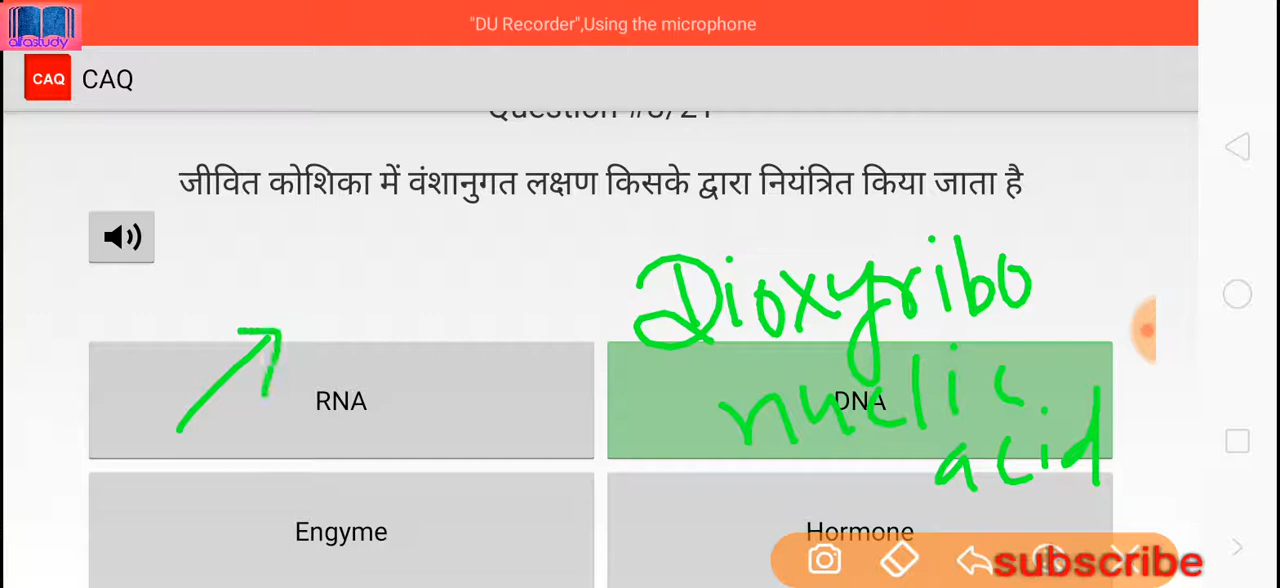 "DU Recorder",Using the microphone
alfastudy
CAQ CAQ
जीवित कोशिका में वंशानुगत लक्षण किसके द्वारा नियंत्रित किया जाता है
Dioxyribo
nuclic
acid
RNA
DNA
Engyme
Hormone
subscribe